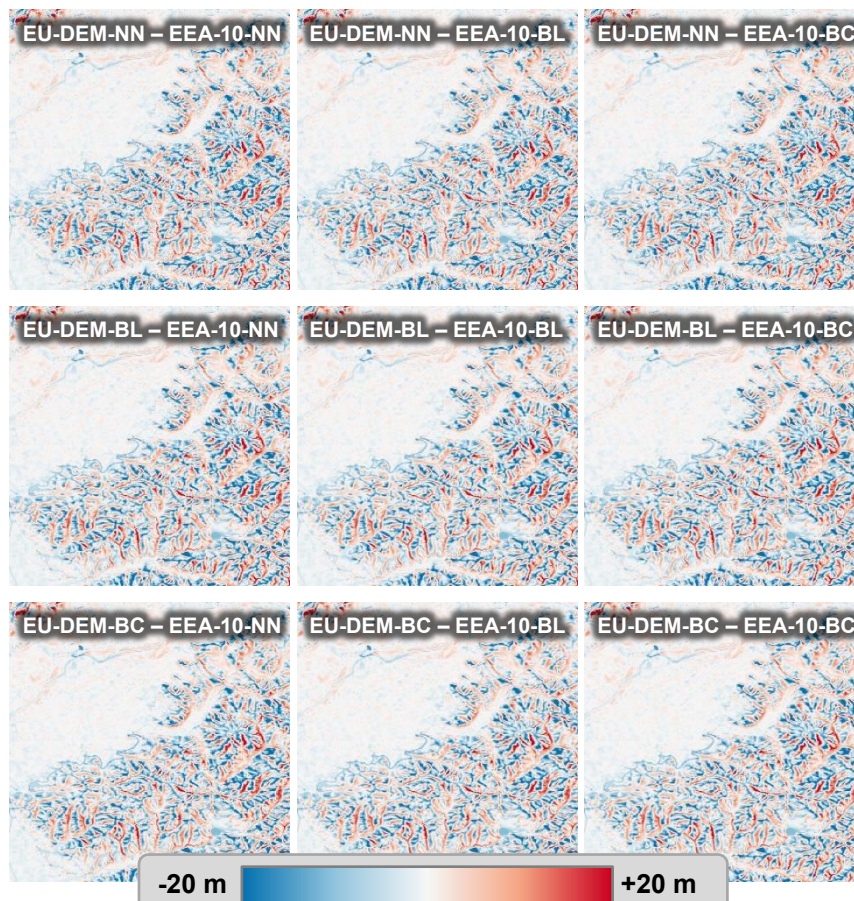 EU-DEM-NN – EEA-10-NN
EU-DEM-NN – EEA-10-BL
EU-DEM-NN – EEA-10-BC
EU-DEM-BL – EEA-10-NN
EU-DEM-BL – EEA-10-BL
EU-DEM-BL – EEA-10-BC
EU-DEM-BC – EEA-10-NN
EU-DEM-BC – EEA-10-BL
EU-DEM-BC – EEA-10-BC
-20 m
+20 m